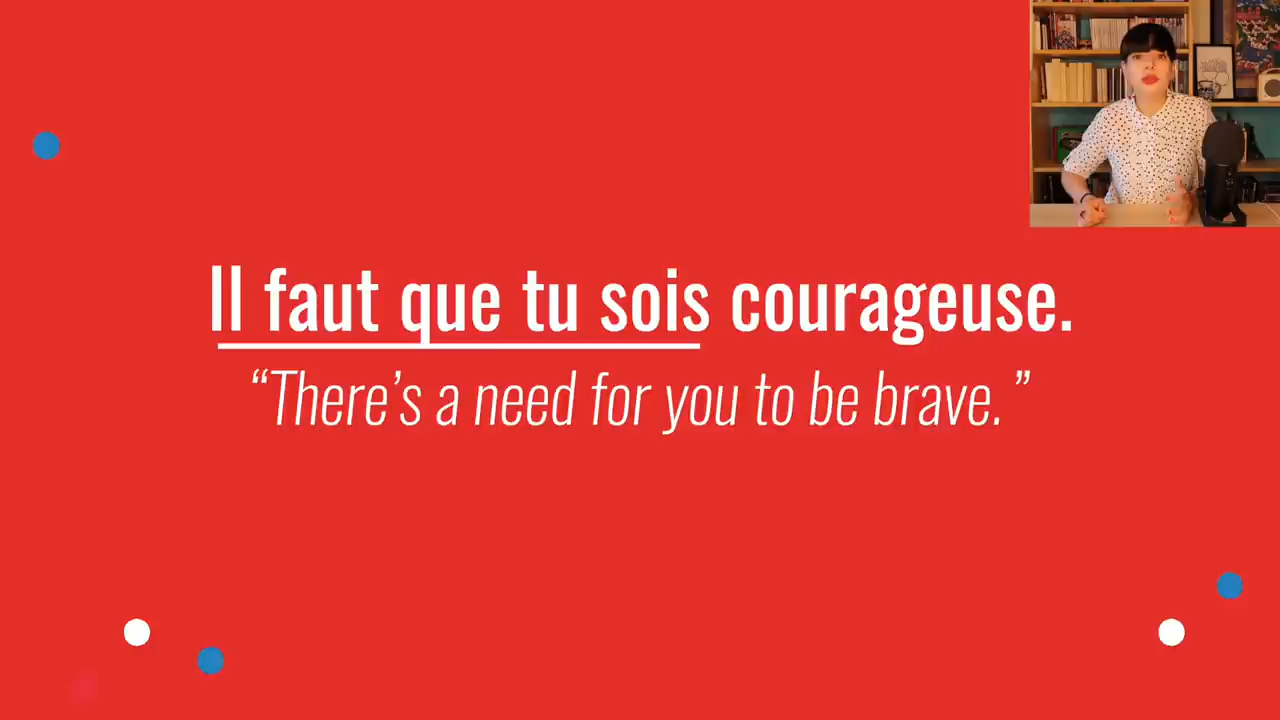 Il faut que tu sois courageuse.
“There’s a need for you to be brave.”